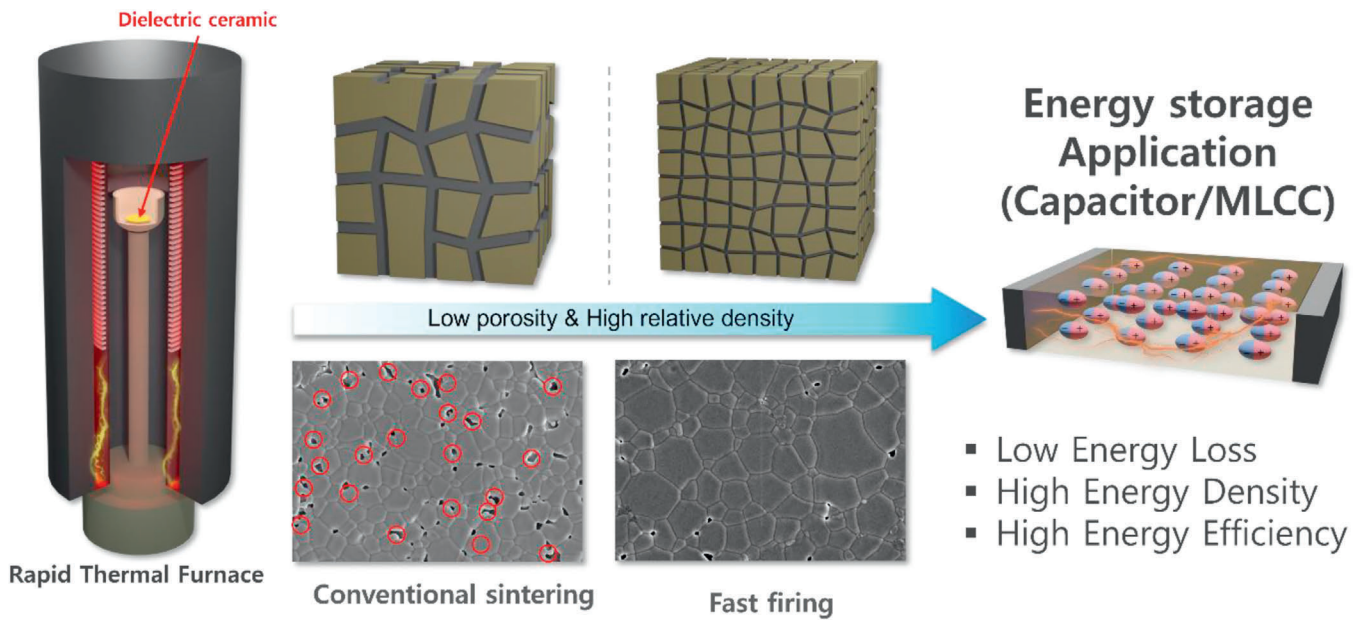 Dielectric ceramic
Rapid Thermal Furnace
Low porosity & High relative density
Conventional sintering
Fast firing
Energy storage
Application
(Capacitor/MLCC)
▪ Low Energy Loss
▪ High Energy Density
▪ High Energy Efficiency